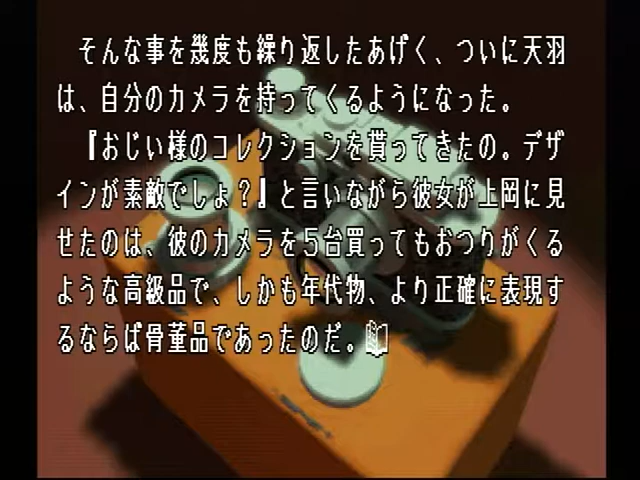 そんな事を幾度も繰り返したあげく、ついに天羽
は、自分のカメラを持ってくるようになった。
『おじい様のコレクションを貰ってきたの。デザ
インが素敵でしょ？』と言いながら彼女が上岡に見
せたのは、彼のカメラを５台買ってもおつりがくる
ような高級品で、しかも年代物、より正確に表現す
るならば骨董品であったのだ。